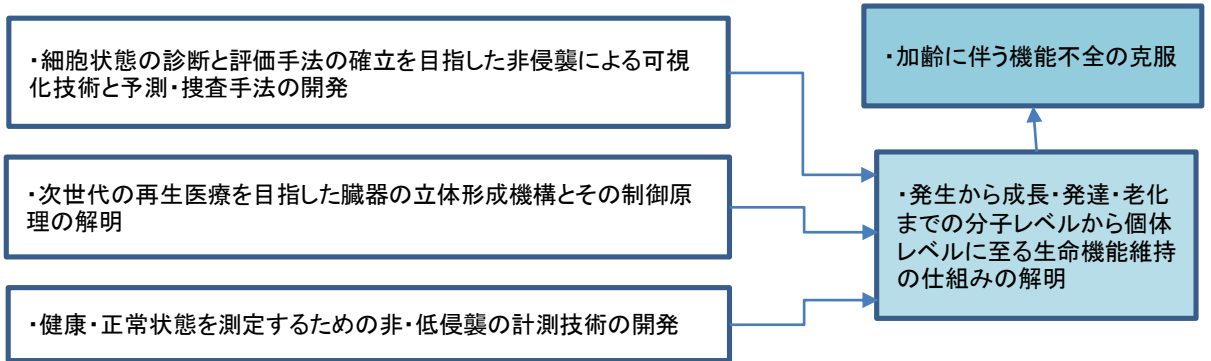 ・細胞状態の診断と評価手法の確立を目指した非侵襲による可視
化技術と予測・捜査手法の開発
・次世代の再生医療を目指した臓器の立体形成機構とその制御原
理の解明
・健康・正常状態を測定するための非・低侵襲の計測技術の開発
・加齢に伴う機能不全の克服
・発生から成長・発達・老化
までの分子レベルから個体
レベルに至る生命機能維持
の仕組みの解明